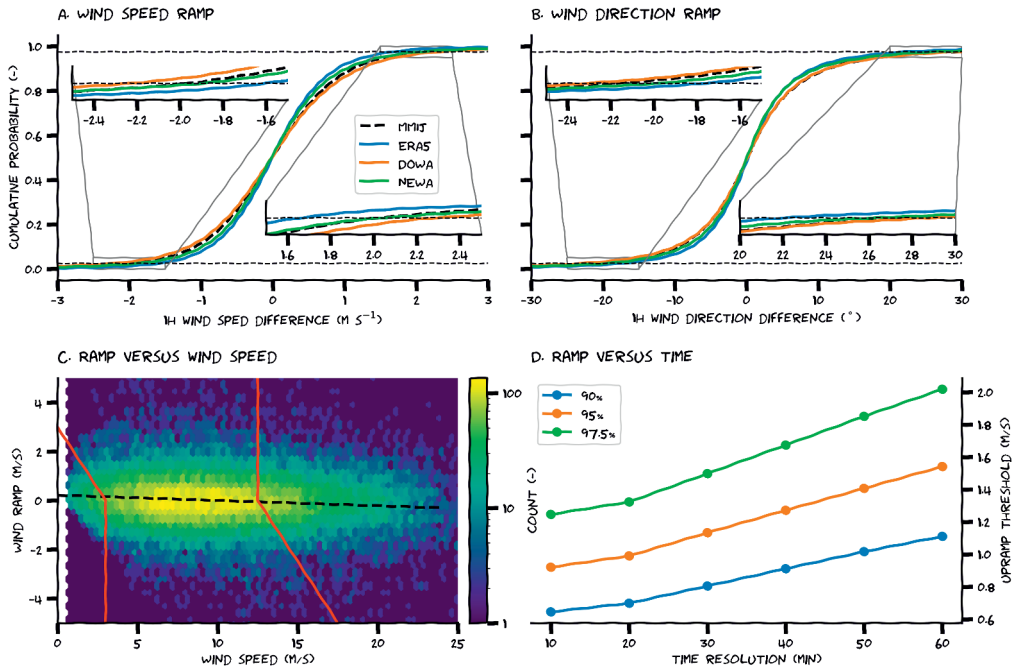 A. WIND SPEED RAMP
CUMULATIVE PROBABILITY (-)
1.0
0.8
0.6
0.4
0.2
0.0
-2.4 -2.2 -2.0 -1.8 -1.6
MMIJ
ERA5
DOWA
NEWA
1.6 1.8 2.0 2.2 2.4
-3 -2 -1 0 1 2 3
1H WIND SPED DIFFERENCE (M S⁻¹)
B. WIND DIRECTION RAMP
-24 -22 -20 -18 -16
20 22 24 26 28 30
-30 -20 -10 0 10 20 30
1H WIND DIRECTION DIFFERENCE (°)
C. RAMP VERSUS WIND SPEED
WIND RAMP (M/S)
4
2
0
-2
-4
0 5 10 15 20 25
WIND SPEED (M/S)
100
10
1
COUNT (-)
D. RAMP VERSUS TIME
90%
95%
97.5%
10 20 30 40 50 60
TIME RESOLUTION (MIN)
2.0
1.8
1.6
1.4
1.2
1.0
0.8
0.6
UPRAMP THRESHOLD (M/S)